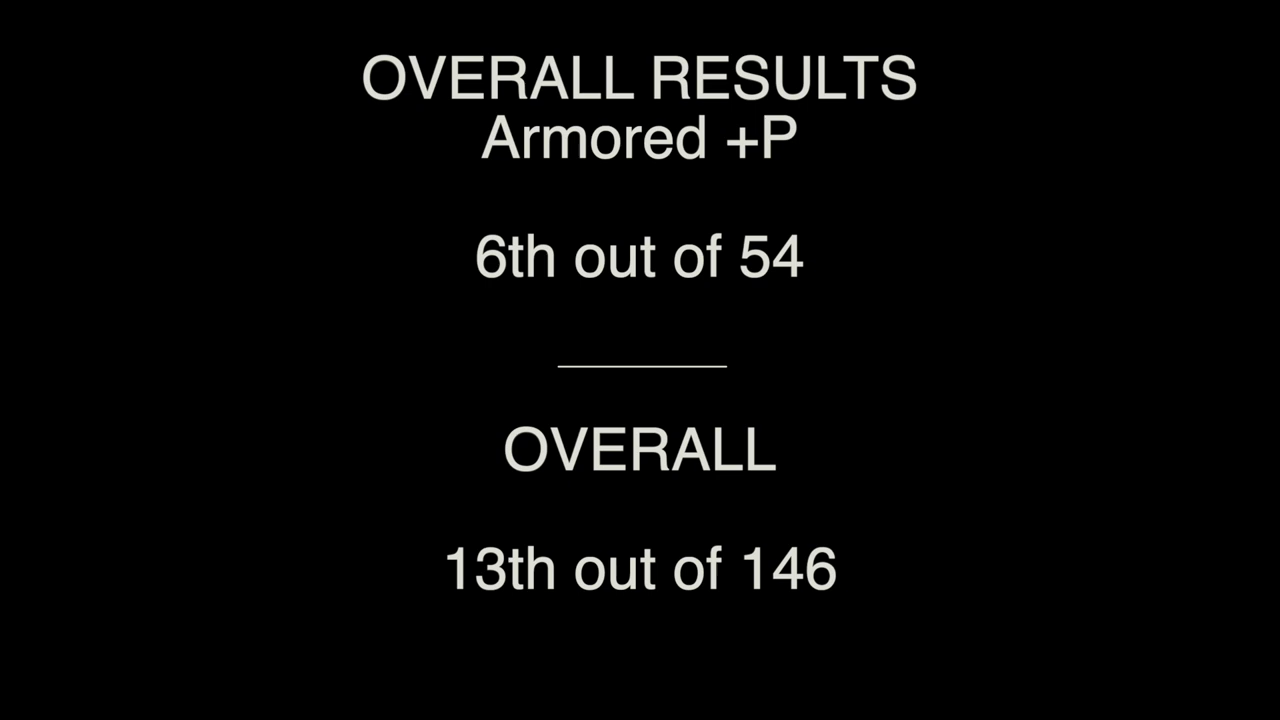 OVERALL RESULTS
Armored +P
6th out of 54
OVERALL
13th out of 146